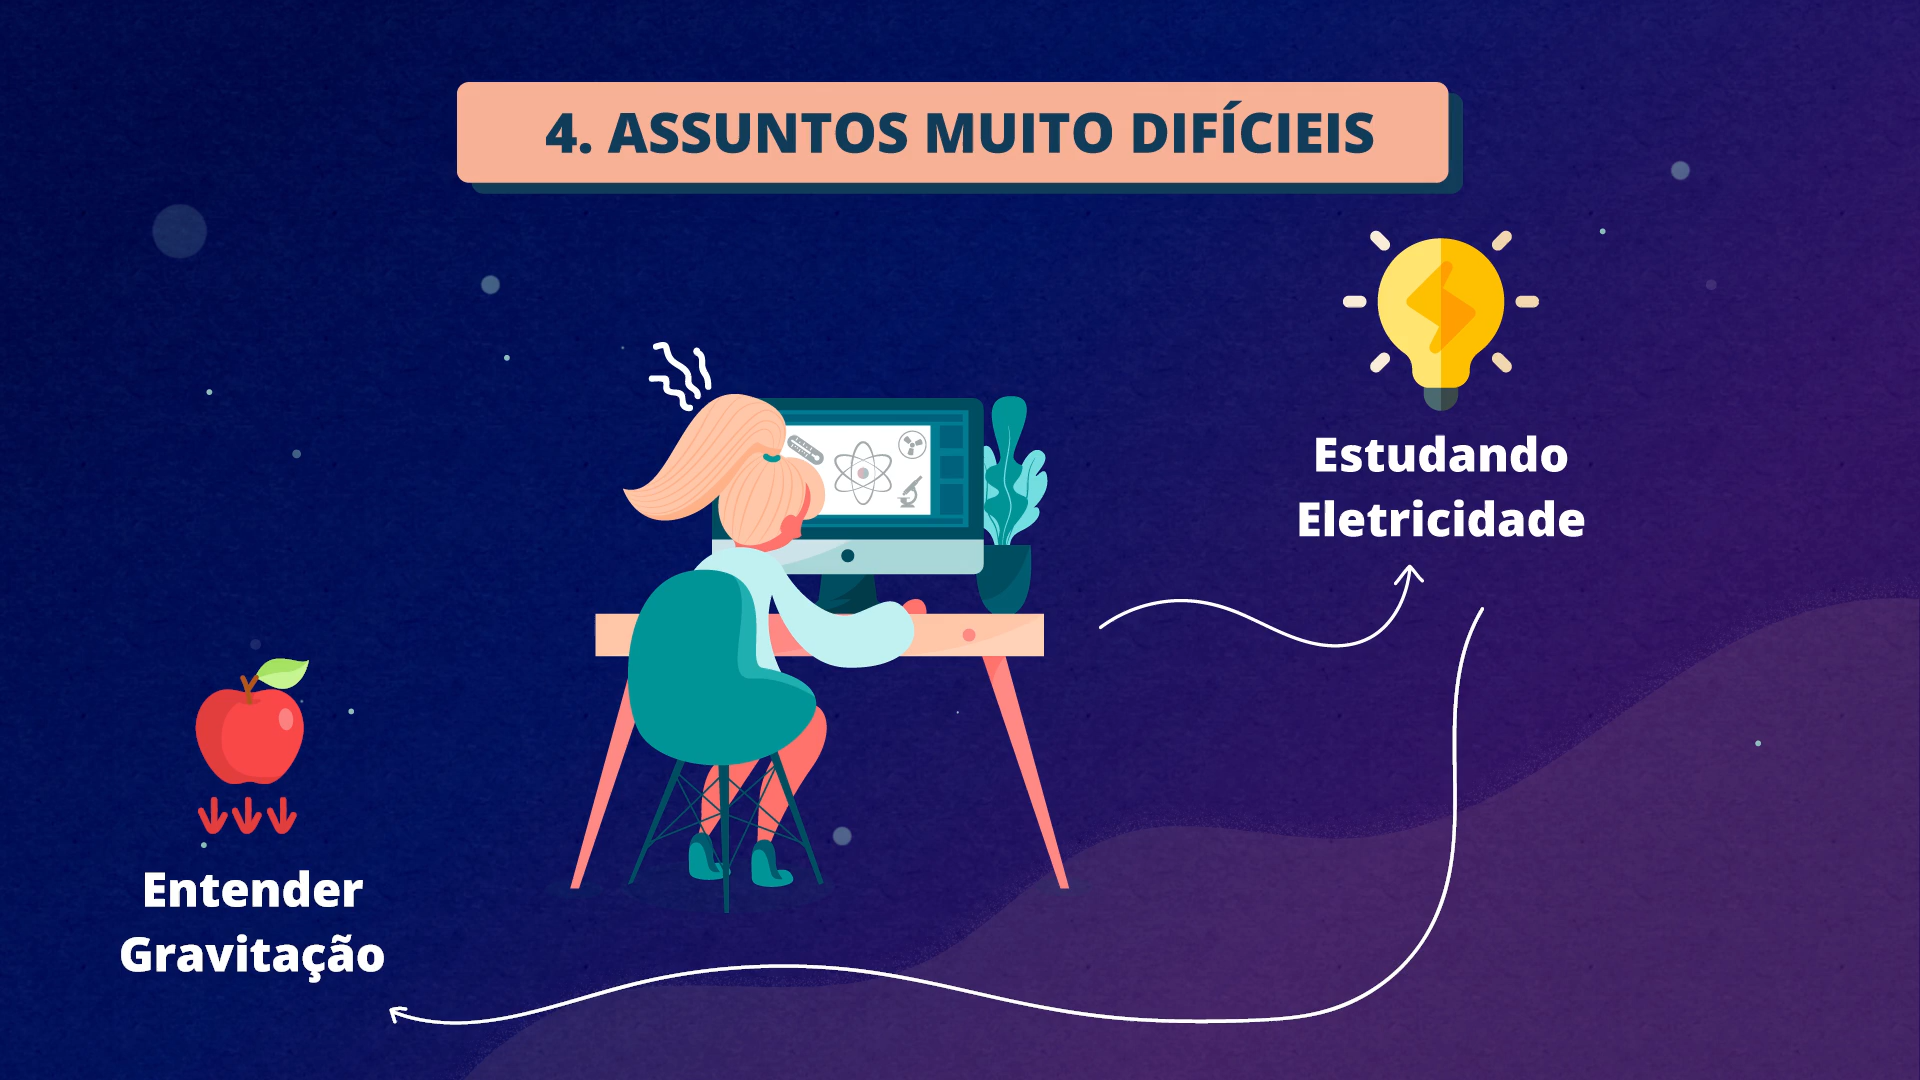 4. ASSUNTOS MUITO DIFÍCIEIS
Estudando
Eletricidade
Entender
Gravitação